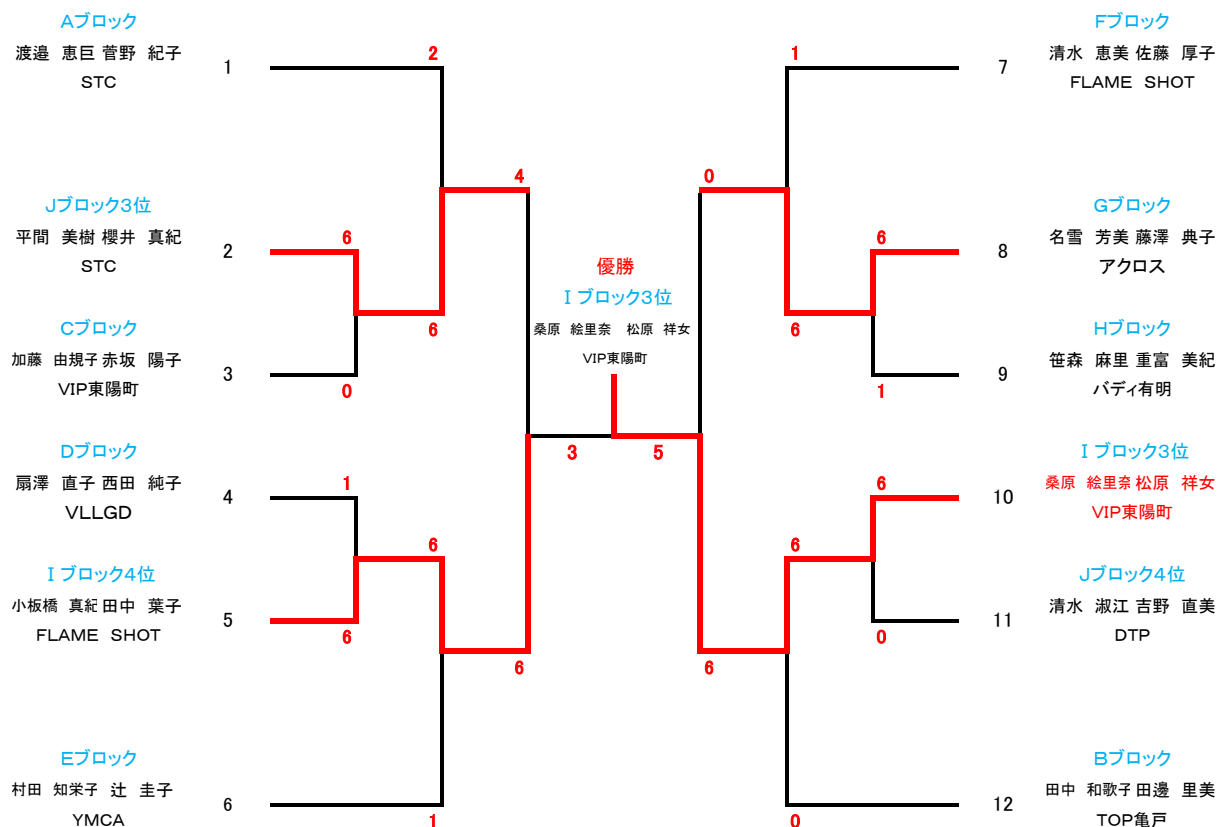 Aブロック
渡邉　恵巨 菅野　紀子
1
STC
2
Jブロック3位
平間　美樹 櫻井　真紀
2
STC
6
4
Cブロック
加藤　由規子 赤坂　陽子
3
VIP東陽町
0
6
Dブロック
扇澤　直子 西田　純子
4
VLLGD
1
6
I ブロック4位
小板橋　真紀 田中　葉子
5
FLAME　SHOT
6
6
Eブロック
村田　知栄子 辻　圭子
6
YMCA
1
優勝
I ブロック3位
桑原　絵里奈　松原　祥女
VIP東陽町
3
5
Fブロック
清水　恵美 佐藤　厚子
7
FLAME　SHOT
1
0
Gブロック
名雪　芳美 藤澤　典子
8
アクロス
6
6
Hブロック
笹森　麻里 重富　美紀
9
バディ有明
1
I ブロック3位
桑原　絵里奈 松原　祥女
10
VIP東陽町
6
6
Jブロック4位
清水　淑江 吉野　直美
11
DTP
0
6
Bブロック
田中　和歌子 田邊　里美
12
TOP亀戸
0